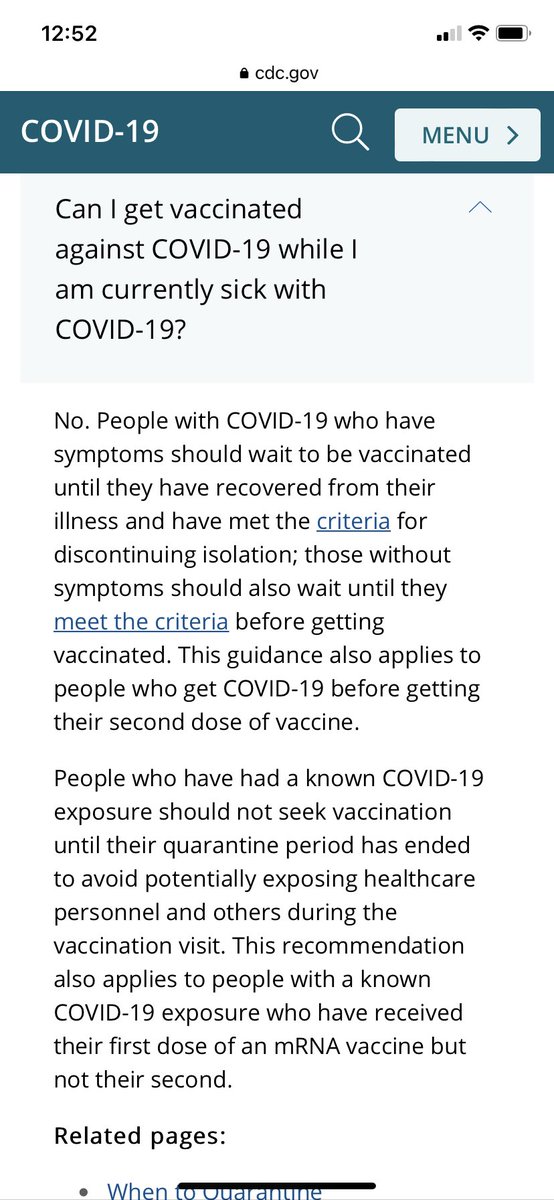 12:52
cdc.gov
COVID-19
MENU
Can I get vaccinated
against COVID-19 while I
am currently sick with
COVID-19?
No. People with COVID-19 who have
symptoms should wait to be vaccinated
until they have recovered from their
illness and have met the criteria for
discontinuing isolation; those without
symptoms should also wait until they
meet the criteria before getting
vaccinated. This guidance also applies to
people who get COVID-19 before getting
their second dose of vaccine.
People who have had a known COVID-19
exposure should not seek vaccination
until their quarantine period has ended
to avoid potentially exposing healthcare
personnel and others during the
vaccination visit. This recommendation
also applies to people with a known
COVID-19 exposure who have received
their first dose of an mRNA vaccine but
not their second.
Related pages:
• When to Quarantine